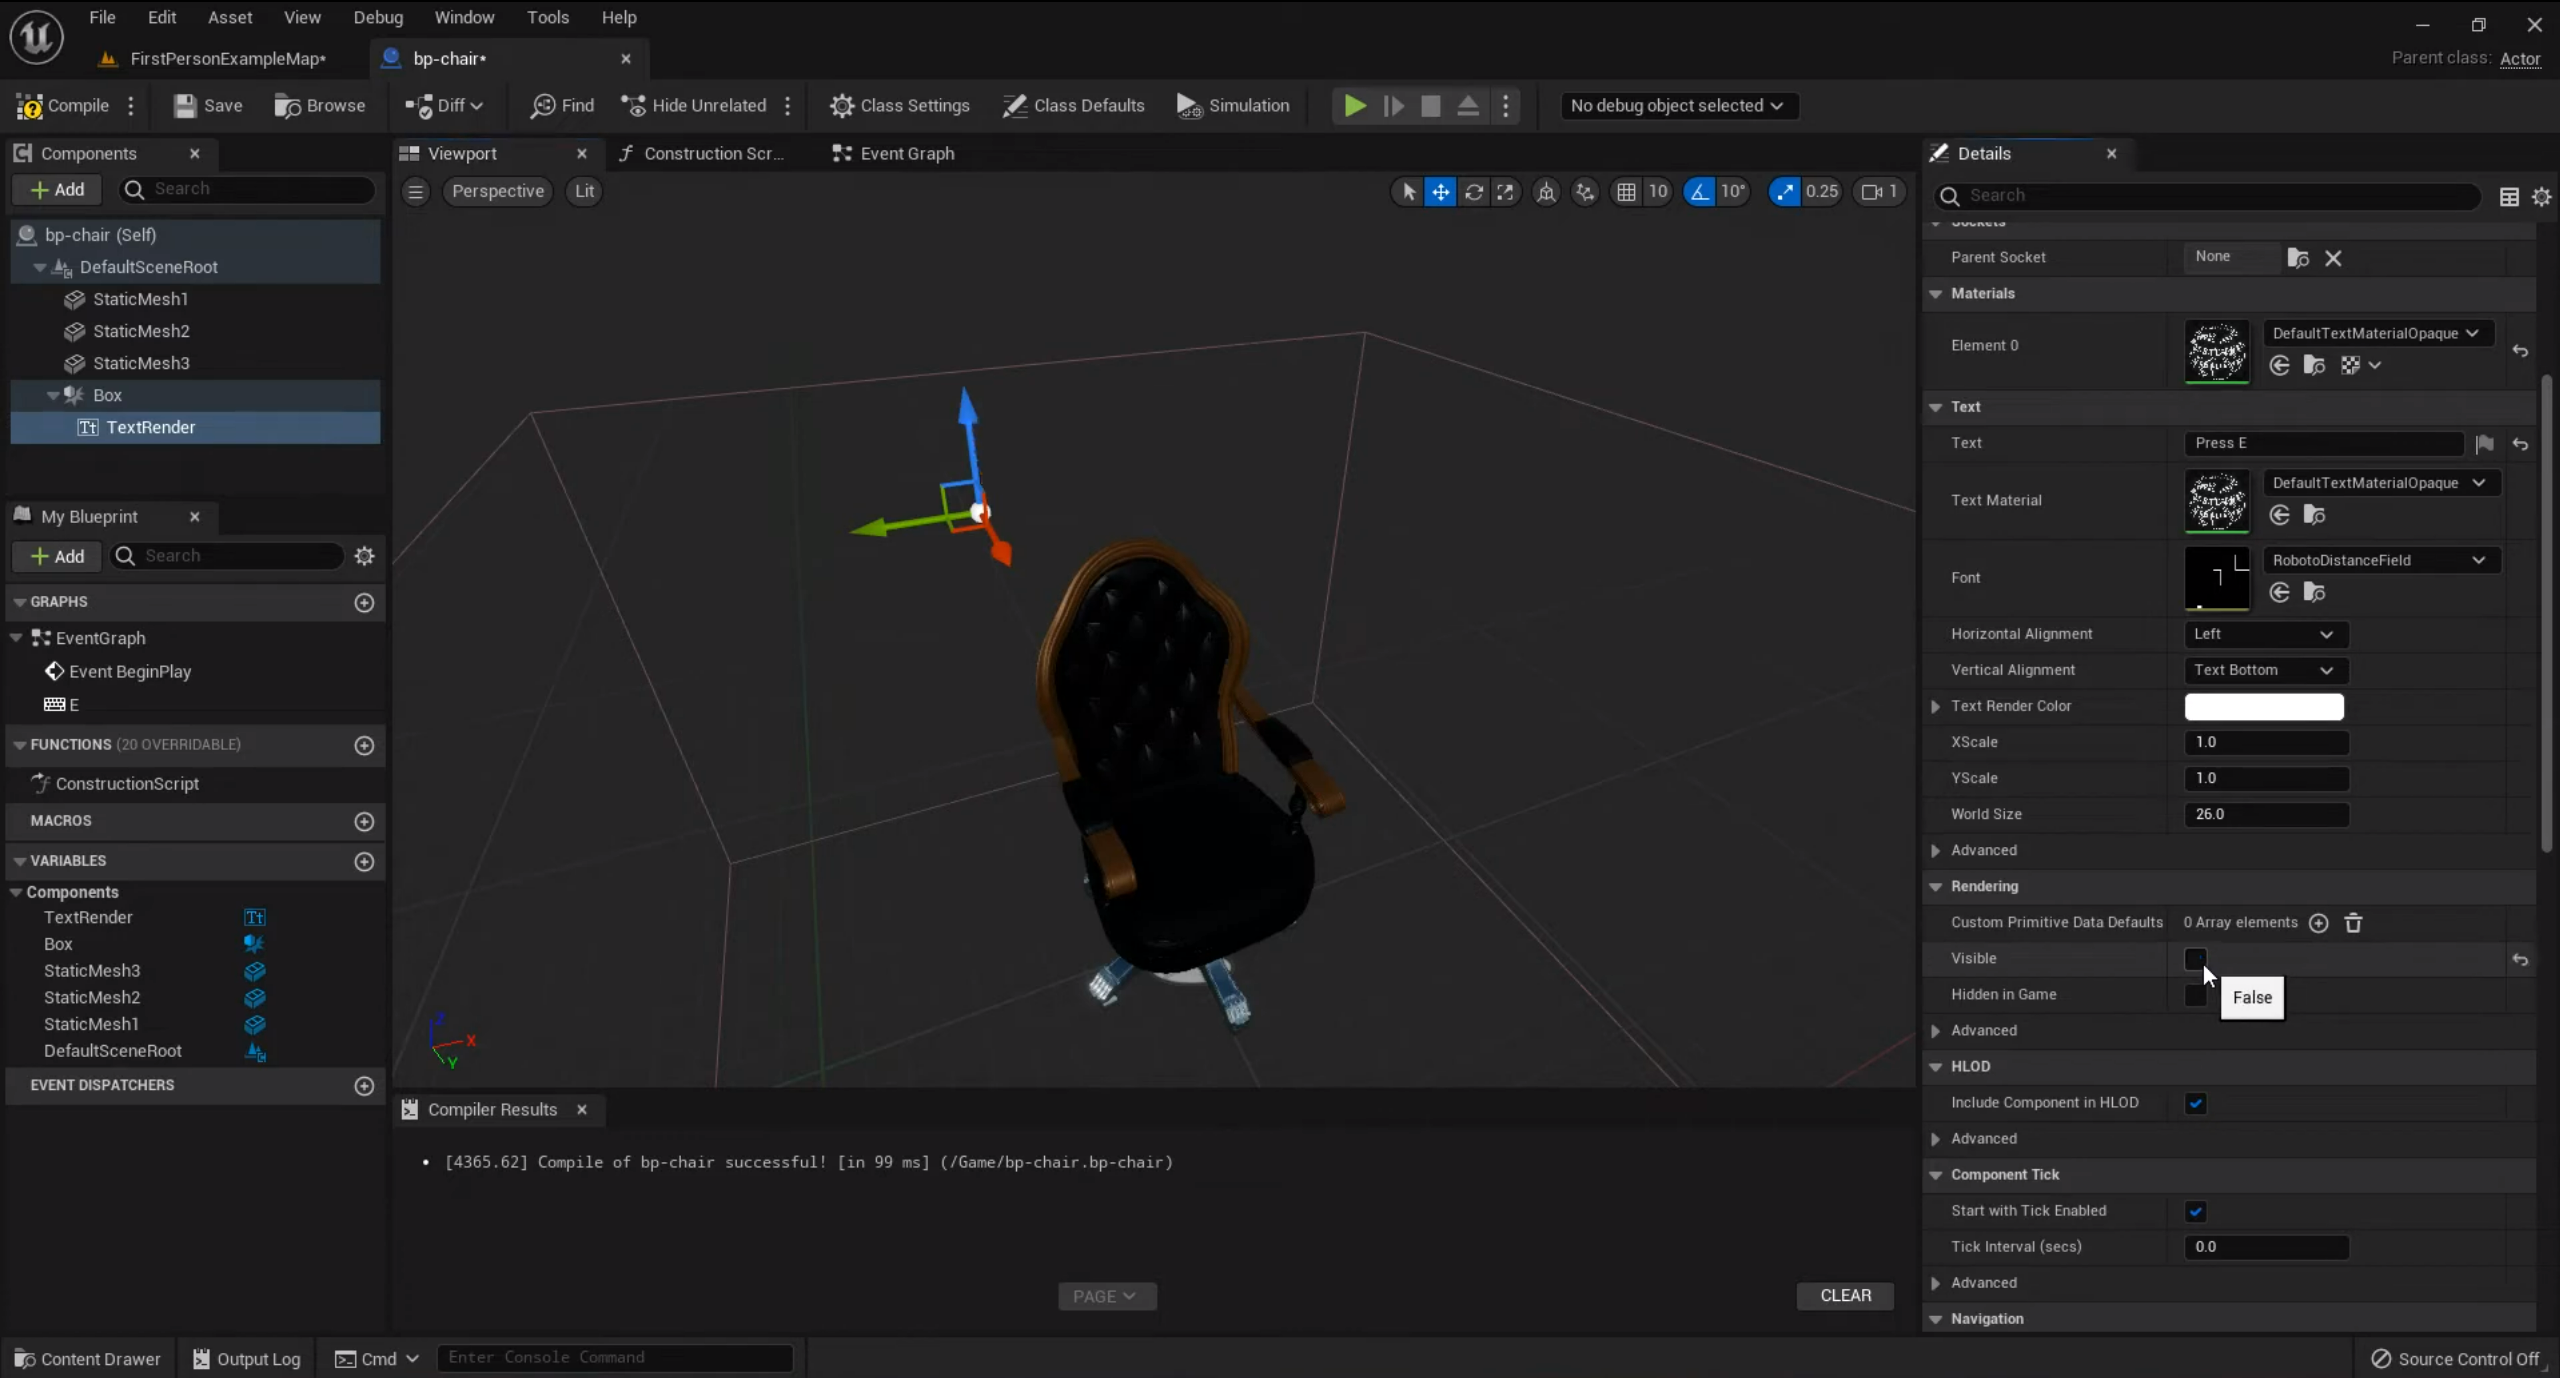 File Edit Asset View Debug Window Tools Help
FirstPersonExampleMap*
bp-chair*
Parent class: Actor
Compile
Save
Browse
Diff
Find
Hide Unrelated
Class Settings
Class Defaults
Simulation
No debug object selected
Components
Add
Search
bp-chair (Self)
DefaultSceneRoot
StaticMesh1
StaticMesh2
StaticMesh3
Box
TextRender
My Blueprint
Add
Search
GRAPHS
EventGraph
Event BeginPlay
E
FUNCTIONS (20 OVERRIDABLE)
ConstructionScript
MACROS
VARIABLES
Components
TextRender
Box
StaticMesh3
StaticMesh2
StaticMesh1
DefaultSceneRoot
EVENT DISPATCHERS
Viewport
Construction Scr...
Event Graph
Perspective
Lit
10
10°
0.25
1
Z
X
Y
Compiler Results
• [4365.62] Compile of bp-chair successful! [in 99 ms] (/Game/bp-chair.bp-chair)
PAGE
CLEAR
Details
Search
Sockets
Parent Socket None
Materials
Element 0 DefaultTextMaterialOpaque
Text
Text Press E
Text Material DefaultTextMaterialOpaque
Font RobotoDistanceField
Horizontal Alignment Left
Vertical Alignment Text Bottom
Text Render Color
XScale 1.0
YScale 1.0
World Size 26.0
Advanced
Rendering
Custom Primitive Data Defaults 0 Array elements
Visible
Hidden in Game
False
Advanced
HLOD
Include Component in HLOD
Advanced
Component Tick
Start with Tick Enabled
Tick Interval (secs) 0.0
Advanced
Navigation
Content Drawer
Output Log
Cmd
Enter Console Command
Source Control Off